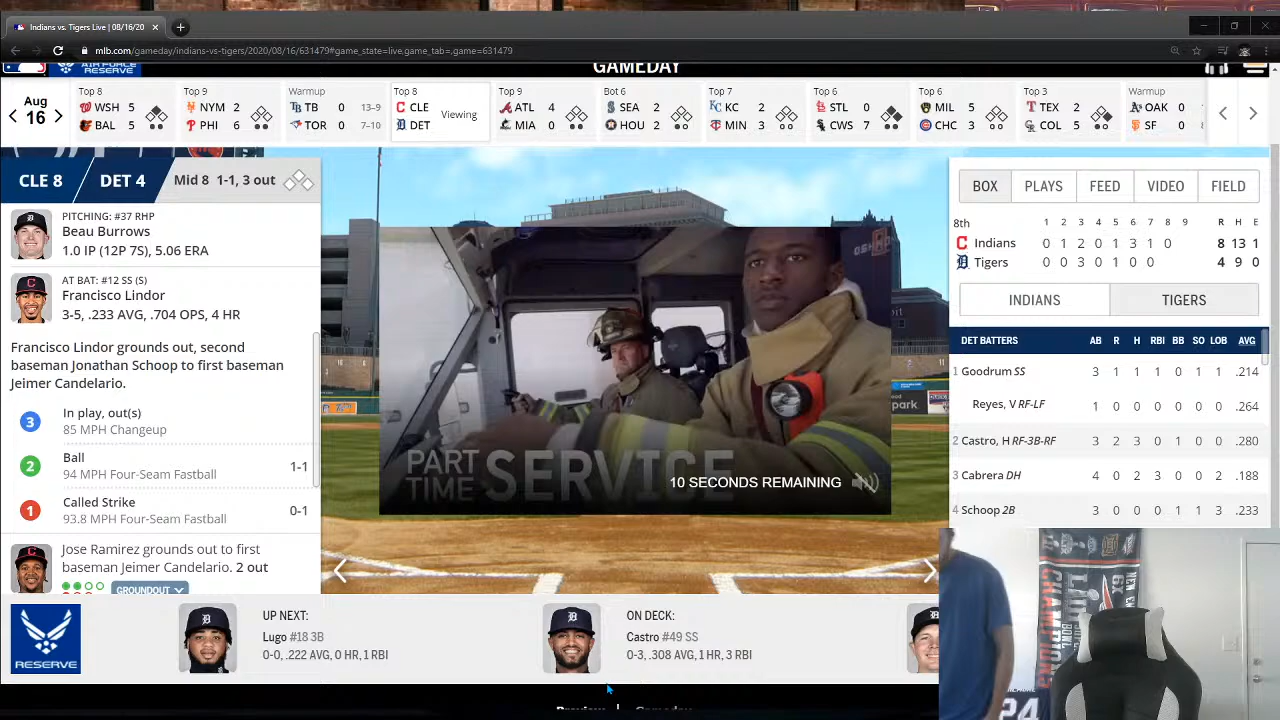 Indians vs. Tigers Live | 08/16/20
mlb.com/gameday/indians-vs-tigers/2020/08/16/631479#game_state=live,game_tab=,game=631479
AIR FORCE
RESERVE
GAMEDAY
Aug
16
Top 8
WSH 5
BAL 5
Top 9
NYM 2
PHI 6
Warmup
TB 0 13-9
TOR 0 7-10
Top 8
CLE
DET
Viewing
Top 9
ATL 4
MIA 0
Bot 6
SEA 2
HOU 2
Top 7
KC 2
MIN 3
Top 6
STL 0
CWS 7
Top 6
MIL 5
CHC 3
Top 3
TEX 2
COL 5
Warmup
OAK 0
SF 0
CLE 8
DET 4
Mid 8 1-1, 3 out
PITCHING: #37 RHP
Beau Burrows
1.0 IP (12P 7S), 5.06 ERA
AT BAT: #12 SS (S)
Francisco Lindor
3-5, .233 AVG, .704 OPS, 4 HR
Francisco Lindor grounds out, second
baseman Jonathan Schoop to first baseman
Jeimer Candelario.
3 In play, out(s)
85 MPH Changeup
2 Ball
94 MPH Four-Seam Fastball 1-1
1 Called Strike
93.8 MPH Four-Seam Fastball 0-1
Jose Ramirez grounds out to first
baseman Jeimer Candelario. 2 out
GROUNDOUT
PART
TIME SERVICE
10 SECONDS REMAINING
park
BOX PLAYS FEED VIDEO FIELD
8th 1 2 3 4 5 6 7 8 9 R H E
Indians 0 1 2 0 1 3 1 0 8 13 1
Tigers 0 0 3 0 1 0 0 4 9 0
INDIANS TIGERS
DET BATTERS AB R H RBI BB SO LOB AVG
1 Goodrum SS 3 1 1 1 0 1 1 .214
Reyes, V RF-LF 1 0 0 0 0 0 0 .264
2 Castro, H RF-3B-RF 3 2 3 0 1 0 0 .280
3 Cabrera DH 4 0 2 3 0 0 2 .188
4 Schoop 2B 3 0 0 0 1 1 3 .233
RESERVE
UP NEXT:
Lugo #18 3B
0-0, .222 AVG, 0 HR, 1 RBI
ON DECK:
Castro #49 SS
0-3, .308 AVG, 1 HR, 3 RBI
24